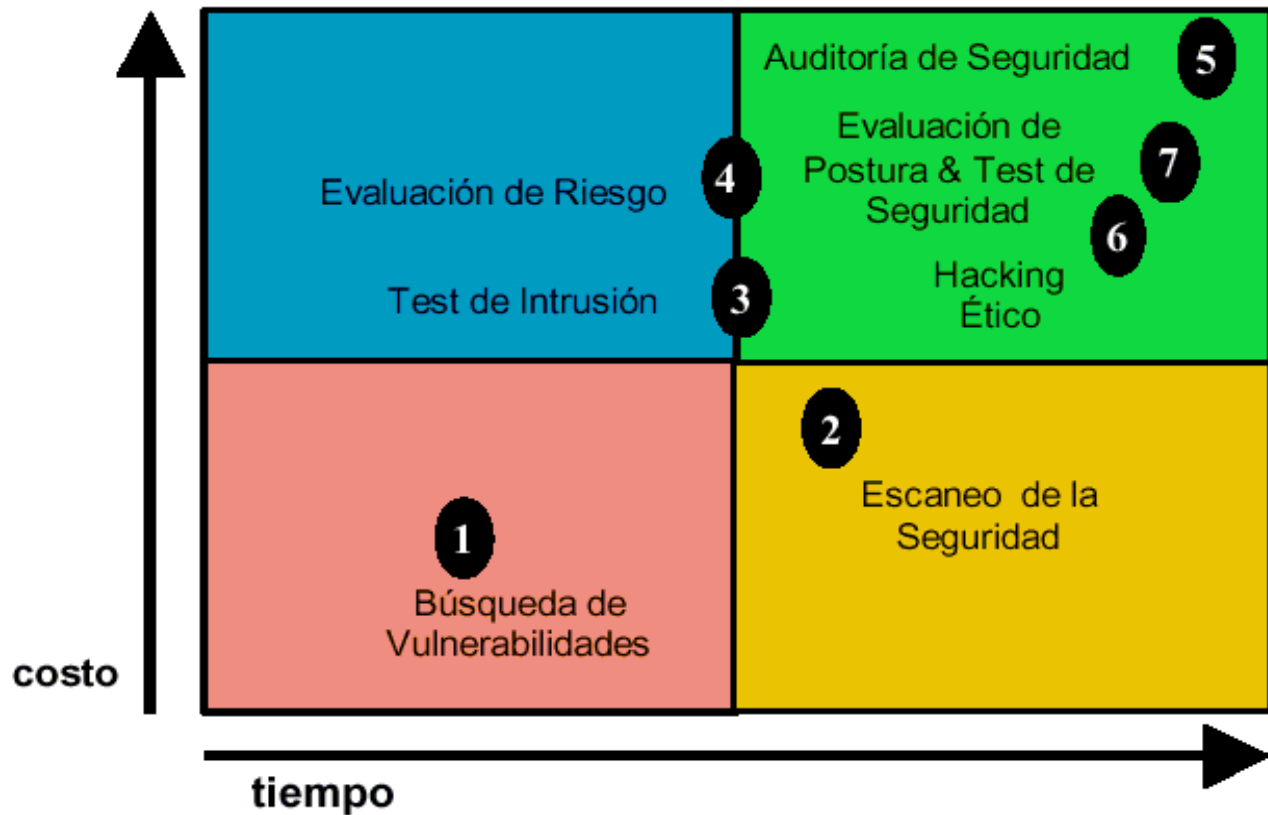 Auditoría de Seguridad
5
Evaluación de
Postura & Test de
Seguridad
7
Evaluación de Riesgo
4
6
Hacking
Ético
Test de Intrusión
3
2
Escaneo de la
Seguridad
1
Búsqueda de
Vulnerabilidades
costo
tiempo